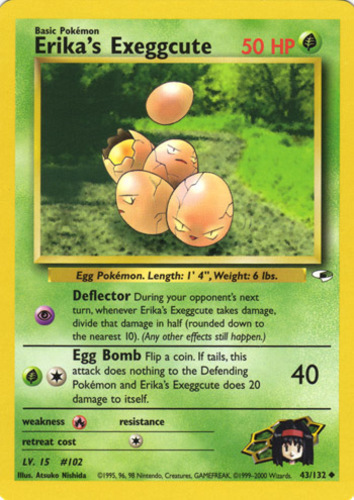 Basic Pokémon
Erika's Exeggcute 50 HP
Egg Pokémon. Length: 1' 4", Weight: 6 lbs.
Deflector During your opponent's next
turn, whenever Erika's Exeggcute takes damage,
divide that damage in half (rounded down to
the nearest 10). (Any other effects still happen.)
Egg Bomb Flip a coin. If tails, this
attack does nothing to the Defending
Pokémon and Erika's Exeggcute does 20
damage to itself.
40
weakness resistance
retreat cost
LV. 15 #102
Illus. Atsuko Nishida ©1995, 96, 98 Nintendo, Creatures, GAMEFREAK. ©1999-2000 Wizards. 43/132